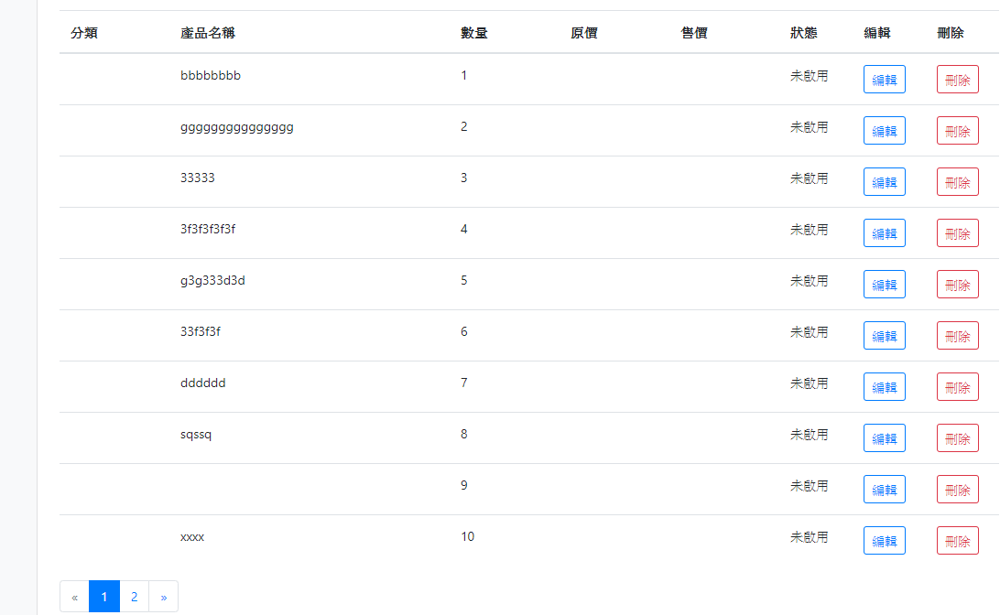 分類 產品名稱 數量 原價 售價 狀態 編輯 刪除
bbbbbbbb 1 未啟用 編輯 刪除
ggggggggggggggg 2 未啟用 編輯 刪除
33333 3 未啟用 編輯 刪除
3f3f3f3f3f 4 未啟用 編輯 刪除
g3g333d3d 5 未啟用 編輯 刪除
33f3f3f 6 未啟用 編輯 刪除
dddddd 7 未啟用 編輯 刪除
sqssq 8 未啟用 編輯 刪除
9 未啟用 編輯 刪除
xxxx 10 未啟用 編輯 刪除
« 1 2 »